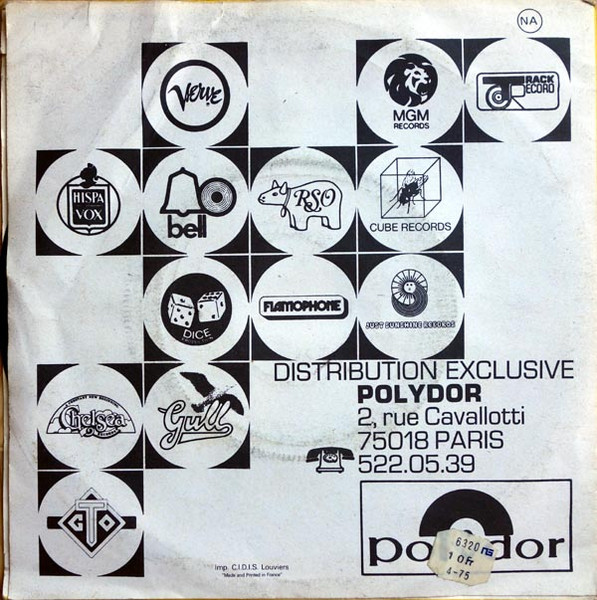 NA
Verve
MGM
RECORDS
TRACK
RECORD
HISPA
VOX
bell
RSO
CUBE RECORDS
DICE
FLAMOPHONE
JUST SUNSHINE RECORDS
Chelsea
Gull
GTO
DISTRIBUTION EXCLUSIVE
POLYDOR
2, rue Cavallotti
75018 PARIS
522.05.39
polydor
6320
10 Fr
4-75
Imp. C.I.D.I.S. Louviers
"Made and Printed in France"